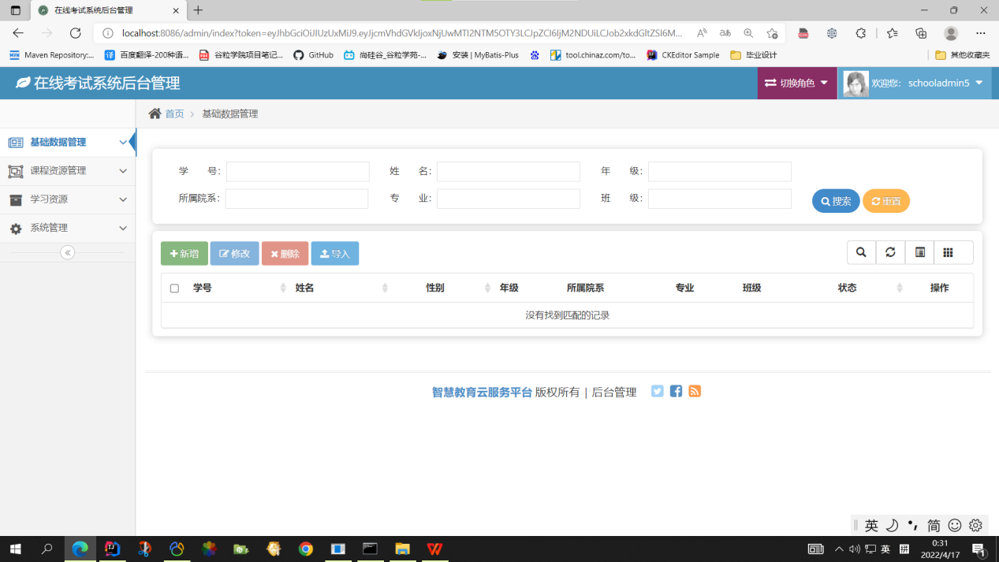 在线考试系统后台管理
localhost:8086/admin/index?token=eyJhbGciOiJIUzUxMiJ9.eyJjcmVhdGVkIjoxNjUwMTI2NTM5OTY3LCJpZCI6IjM2NDUiLCJob2xkdGltZSI6M...
Maven Repository:... 百度翻译-200种语... 谷粒学院项目笔记... GitHub 尚硅谷_谷粒学苑-... 安装 | MyBatis-Plus tool.chinaz.com/to... CKEditor Sample 毕业设计 其他收藏夹
在线考试系统后台管理 切换角色 欢迎您: schooladmin5
首页 基础数据管理
基础数据管理
课程资源管理
学习资源
系统管理
学 号: 姓 名: 年 级:
所属院系: 专 业: 班 级: 搜索 重置
新增 修改 删除 导入
学号 姓名 性别 年级 所属院系 专业 班级 状态 操作
没有找到匹配的记录
智慧教育云服务平台 版权所有 | 后台管理
英 简
英 拼 0:31
2022/4/17 1